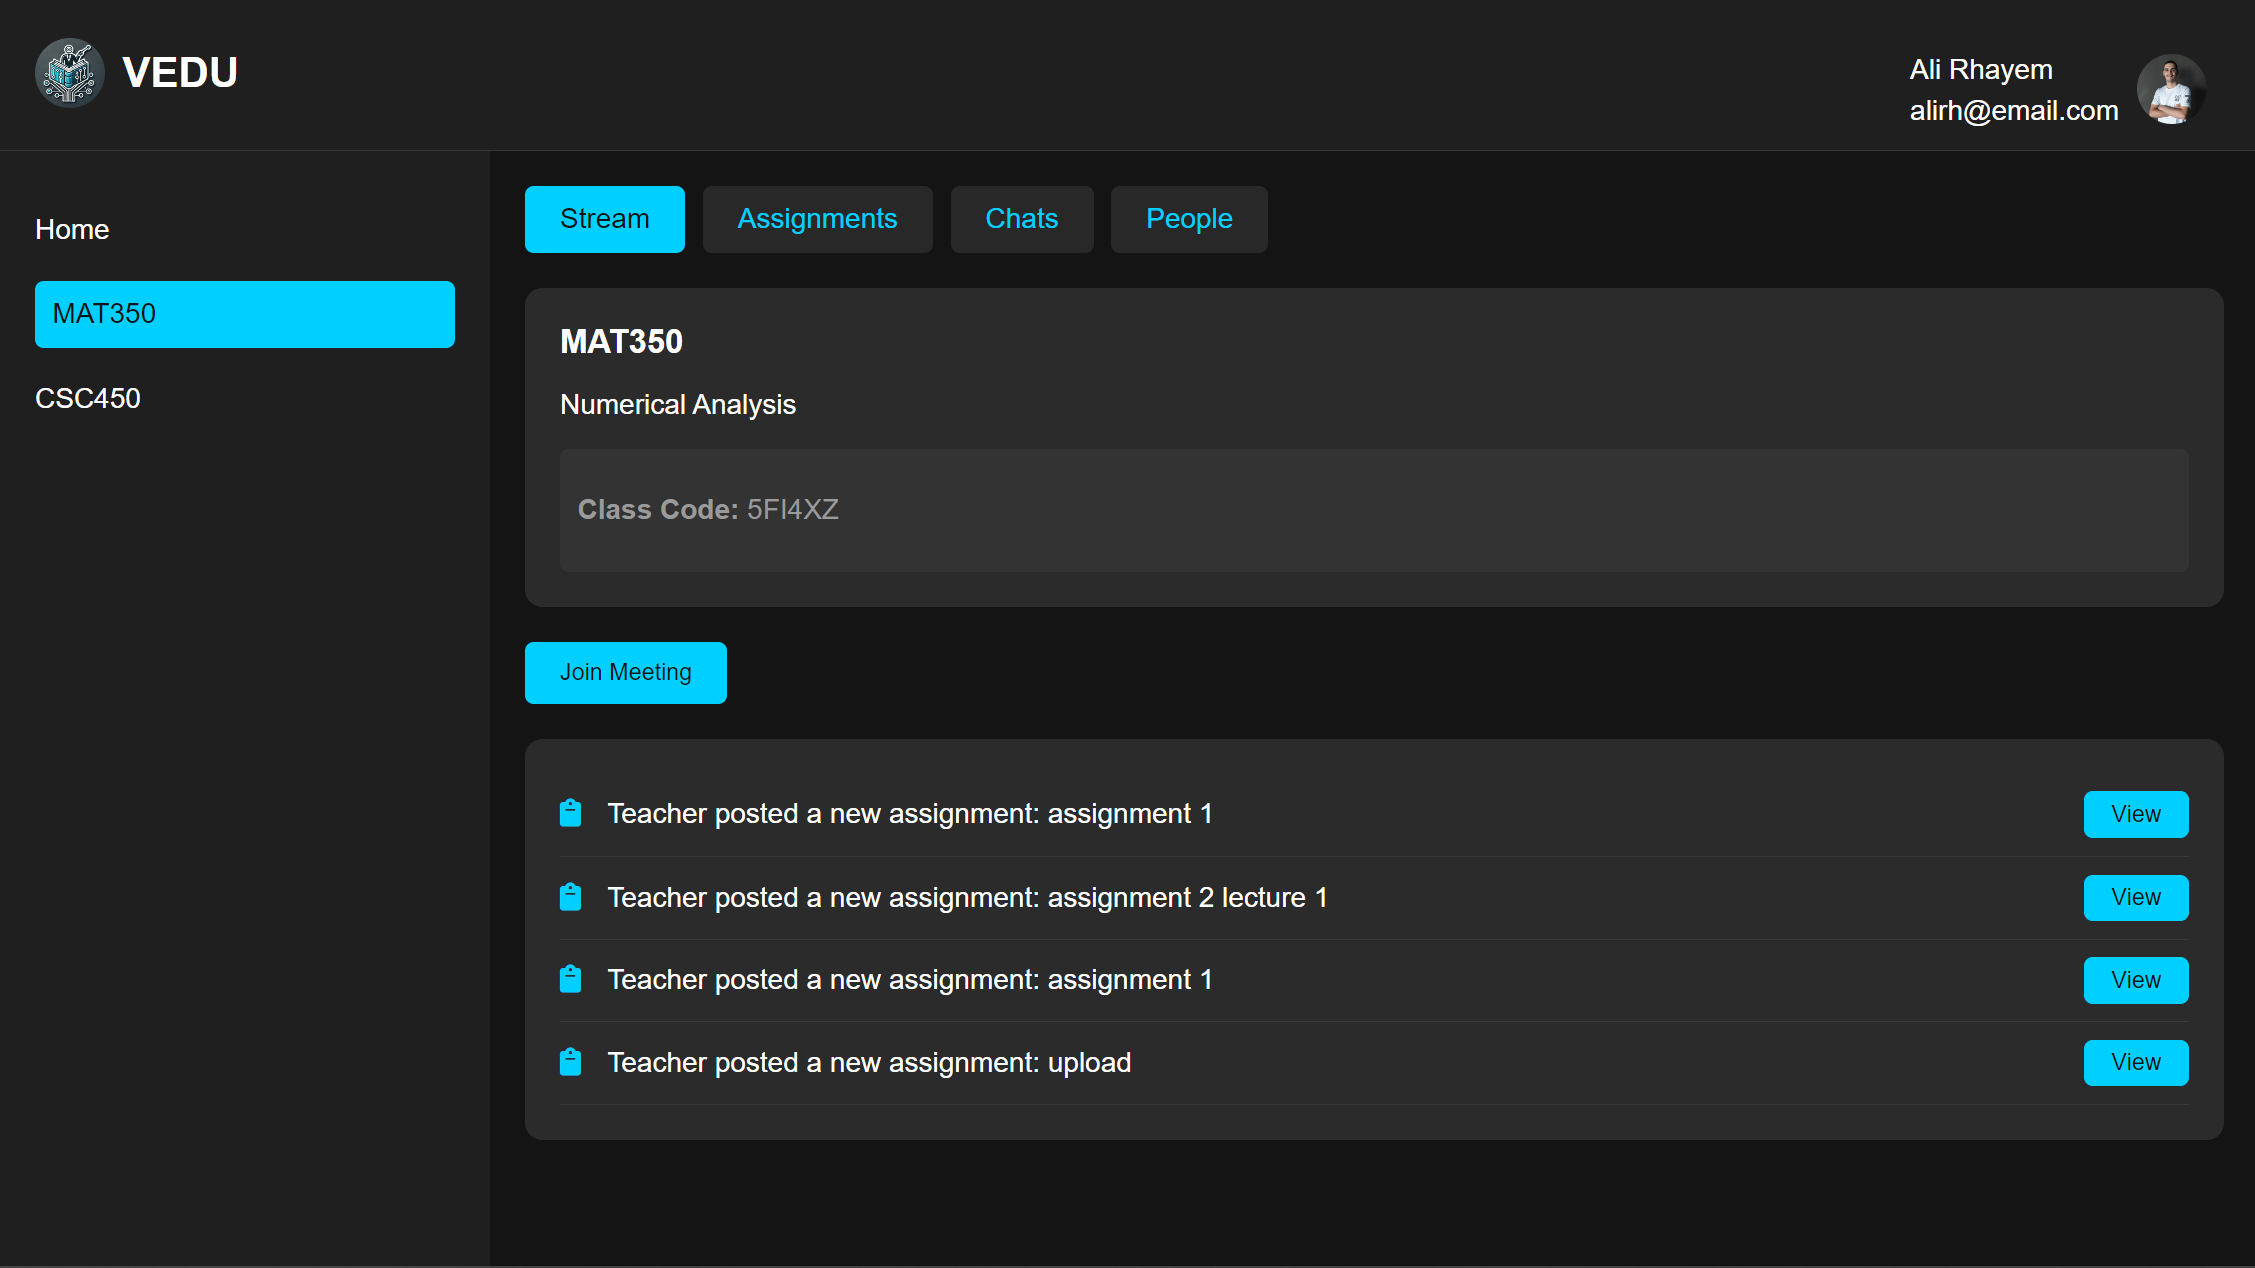 VEDU
Ali Rhayem
alirh@email.com
Home
MAT350
CSC450
Stream
Assignments
Chats
People
MAT350
Numerical Analysis
Class Code: 5FI4XZ
Join Meeting
Teacher posted a new assignment: assignment 1
View
Teacher posted a new assignment: assignment 2 lecture 1
View
Teacher posted a new assignment: assignment 1
View
Teacher posted a new assignment: upload
View